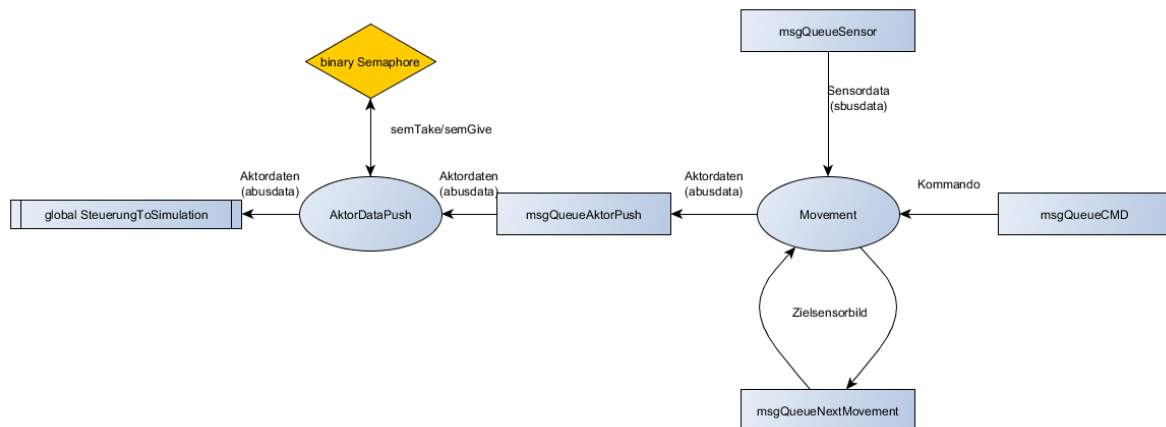 msgQueueSensor
binary Semaphore
Sensordata
(sbusdata)
semTake/semGive
Aktordaten
(abusdata)
Aktordaten
(abusdata)
Aktordaten
(abusdata)
Kommando
global SteuerungToSimulation
AktorDataPush
msgQueueAktorPush
Movement
msgQueueCMD
Zielsensorbild
msgQueueNextMovement